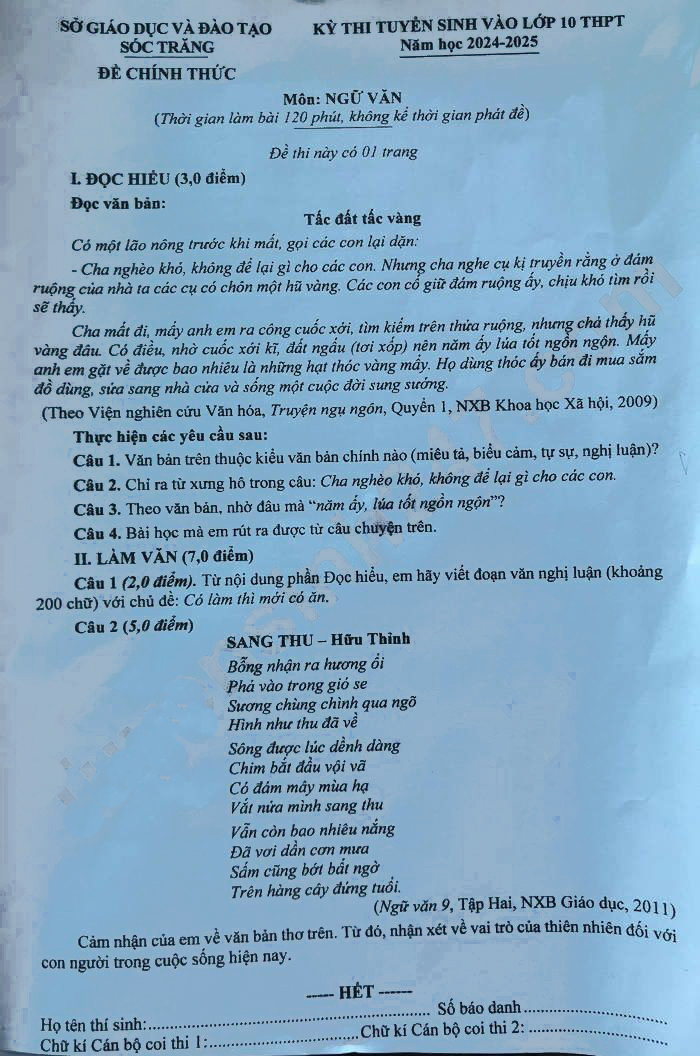 SỞ GIÁO DỤC VÀ ĐÀO TẠO
SÓC TRĂNG
ĐỀ CHÍNH THỨC
KỲ THI TUYỂN SINH VÀO LỚP 10 THPT
Năm học 2024-2025
Môn: NGỮ VĂN
(Thời gian làm bài 120 phút, không kể thời gian phát đề)
Đề thi này có 01 trang
I. ĐỌC HIỂU (3,0 điểm)
Đọc văn bản:
Tấc đất tấc vàng
Có một lão nông trước khi mất, gọi các con lại dặn:
- Cha nghèo khó, không để lại gì cho các con. Nhưng cha nghe cụ kị truyền rằng ở đám
ruộng của nhà ta các cụ có chôn một hũ vàng. Các con cố giữ đám ruộng ấy, chịu khó tìm rồi
sẽ thấy.
Cha mất đi, mấy anh em ra công cuốc xới, tìm kiếm trên thửa ruộng, nhưng chả thấy hũ
vàng đâu. Có điều, nhờ cuốc xới kĩ, đất ngấu (tơi xốp) nên năm ấy lúa tốt ngồn ngộn. Mấy
anh em gặt về được bao nhiêu là những hạt thóc vàng mẩy. Họ dùng thóc ấy bán đi mua sắm
đồ dùng, sửa sang nhà cửa và sống một cuộc đời sung sướng.
(Theo Viện nghiên cứu Văn hóa, Truyện ngụ ngôn, Quyển 1, NXB Khoa học Xã hội, 2009)
Thực hiện các yêu cầu sau:
Câu 1. Văn bản trên thuộc kiểu văn bản chính nào (miêu tả, biểu cảm, tự sự, nghị luận)?
Câu 2. Chỉ ra từ xưng hô trong câu: Cha nghèo khó, không để lại gì cho các con.
Câu 3. Theo văn bản, nhờ đâu mà “năm ấy, lúa tốt ngồn ngộn”?
Câu 4. Bài học mà em rút ra được từ câu chuyện trên.
II. LÀM VĂN (7,0 điểm)
Câu 1 (2,0 điểm). Từ nội dung phần Đọc hiểu, em hãy viết đoạn văn nghị luận (khoảng
200 chữ) với chủ đề: Có làm thì mới có ăn.
Câu 2 (5,0 điểm)
SANG THU – Hữu Thỉnh
Bỗng nhận ra hương ổi
Phả vào trong gió se
Sương chùng chình qua ngõ
Hình như thu đã về
Sông được lúc dềnh dàng
Chim bắt đầu vội vã
Có đám mây mùa hạ
Vắt nửa mình sang thu
Vẫn còn bao nhiêu nắng
Đã vơi dần cơn mưa
Sấm cũng bớt bất ngờ
Trên hàng cây đứng tuổi.
(Ngữ văn 9, Tập Hai, NXB Giáo dục, 2011)
Cảm nhận của em về văn bản thơ trên. Từ đó, nhận xét về vai trò của thiên nhiên đối với
con người trong cuộc sống hiện nay.
----- HẾT ------
Họ tên thí sinh:.......................................................... Số báo danh ..............................
Chữ kí Cán bộ coi thi 1:.............................. Chữ kí Cán bộ coi thi 2: ..............................